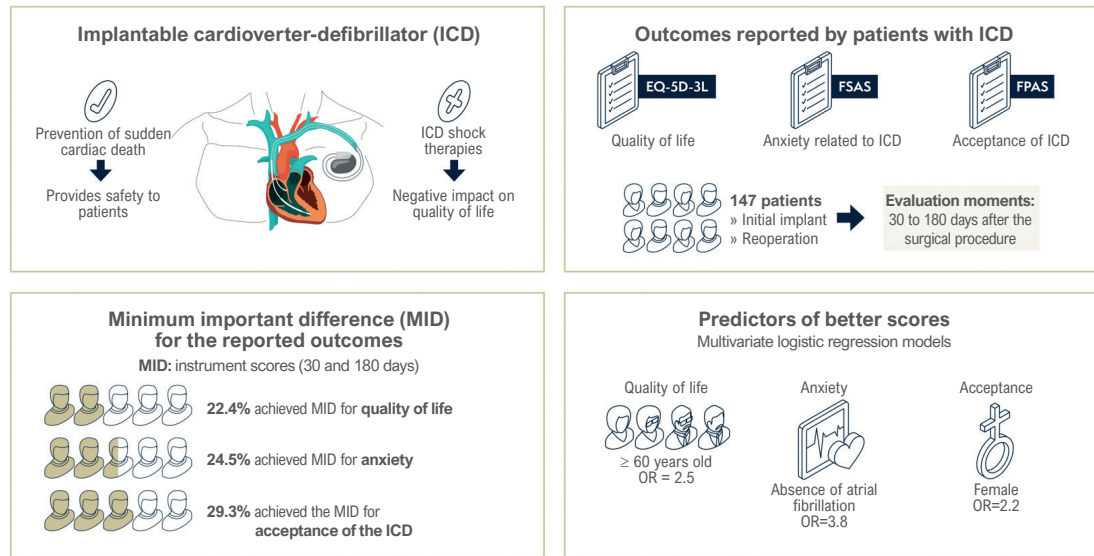 Implantable cardioverter-defibrillator (ICD)
Prevention of sudden
cardiac death
Provides safety to
patients
ICD shock
therapies
Negative impact on
quality of life
Outcomes reported by patients with ICD
EQ-5D-3L
Quality of life
FSAS
Anxiety related to ICD
FPAS
Acceptance of ICD
147 patients
» Initial implant
» Reoperation
Evaluation moments:
30 to 180 days after the
surgical procedure
Minimum important difference (MID)
for the reported outcomes
MID: instrument scores (30 and 180 days)
22.4% achieved MID for quality of life
24.5% achieved MID for anxiety
29.3% achieved the MID for
acceptance of the ICD
Predictors of better scores
Multivariate logistic regression models
Quality of life
≥ 60 years old
OR = 2.5
Anxiety
Absence of atrial
fibrillation
OR=3.8
Acceptance
Female
OR=2.2